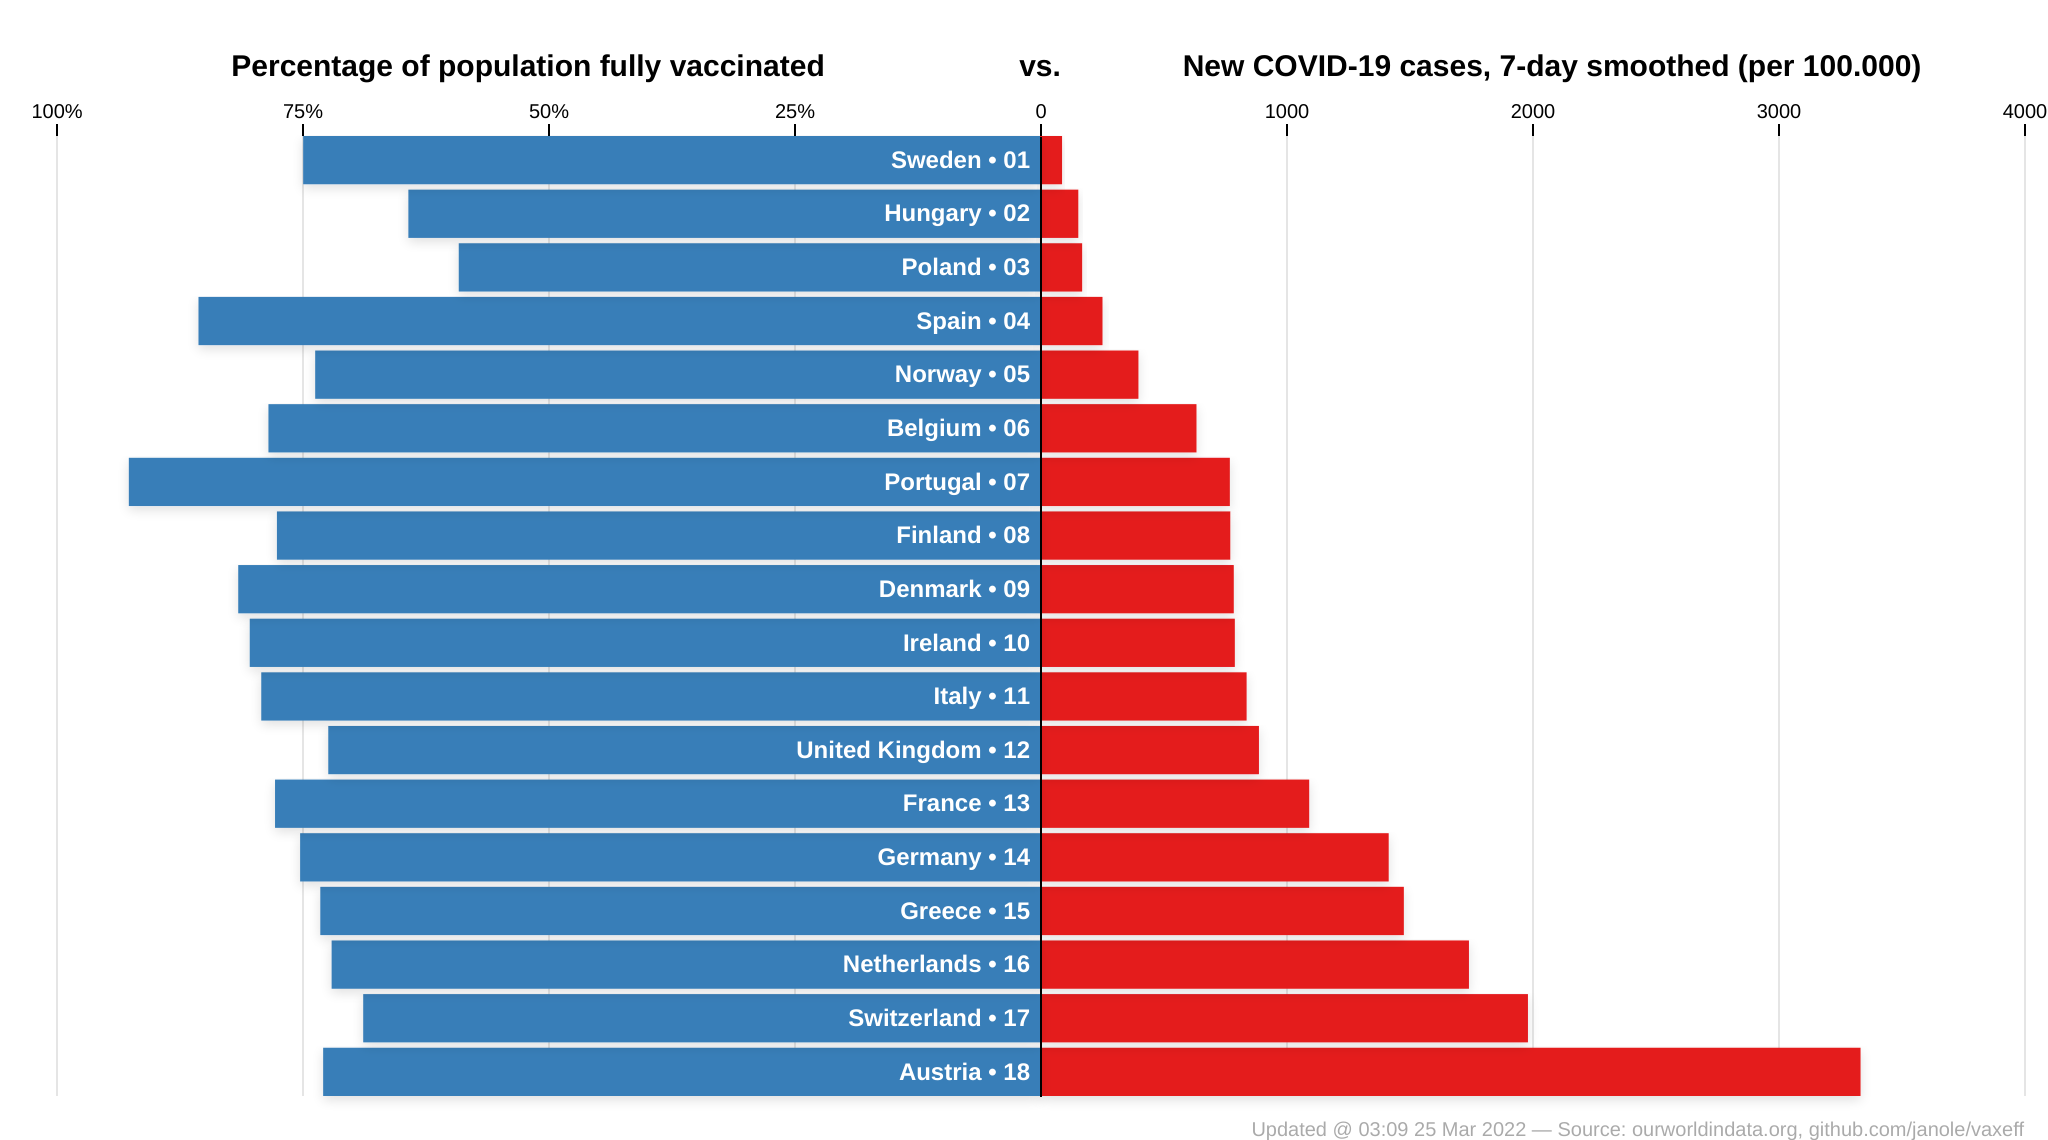 Percentage of population fully vaccinated vs. New COVID-19 cases, 7-day smoothed (per 100.000)
100% 75% 50% 25% 0 1000 2000 3000 4000
Sweden • 01
Hungary • 02
Poland • 03
Spain • 04
Norway • 05
Belgium • 06
Portugal • 07
Finland • 08
Denmark • 09
Ireland • 10
Italy • 11
United Kingdom • 12
France • 13
Germany • 14
Greece • 15
Netherlands • 16
Switzerland • 17
Austria • 18
Updated @ 03:09 25 Mar 2022 — Source: ourworldindata.org, github.com/janole/vaxeff